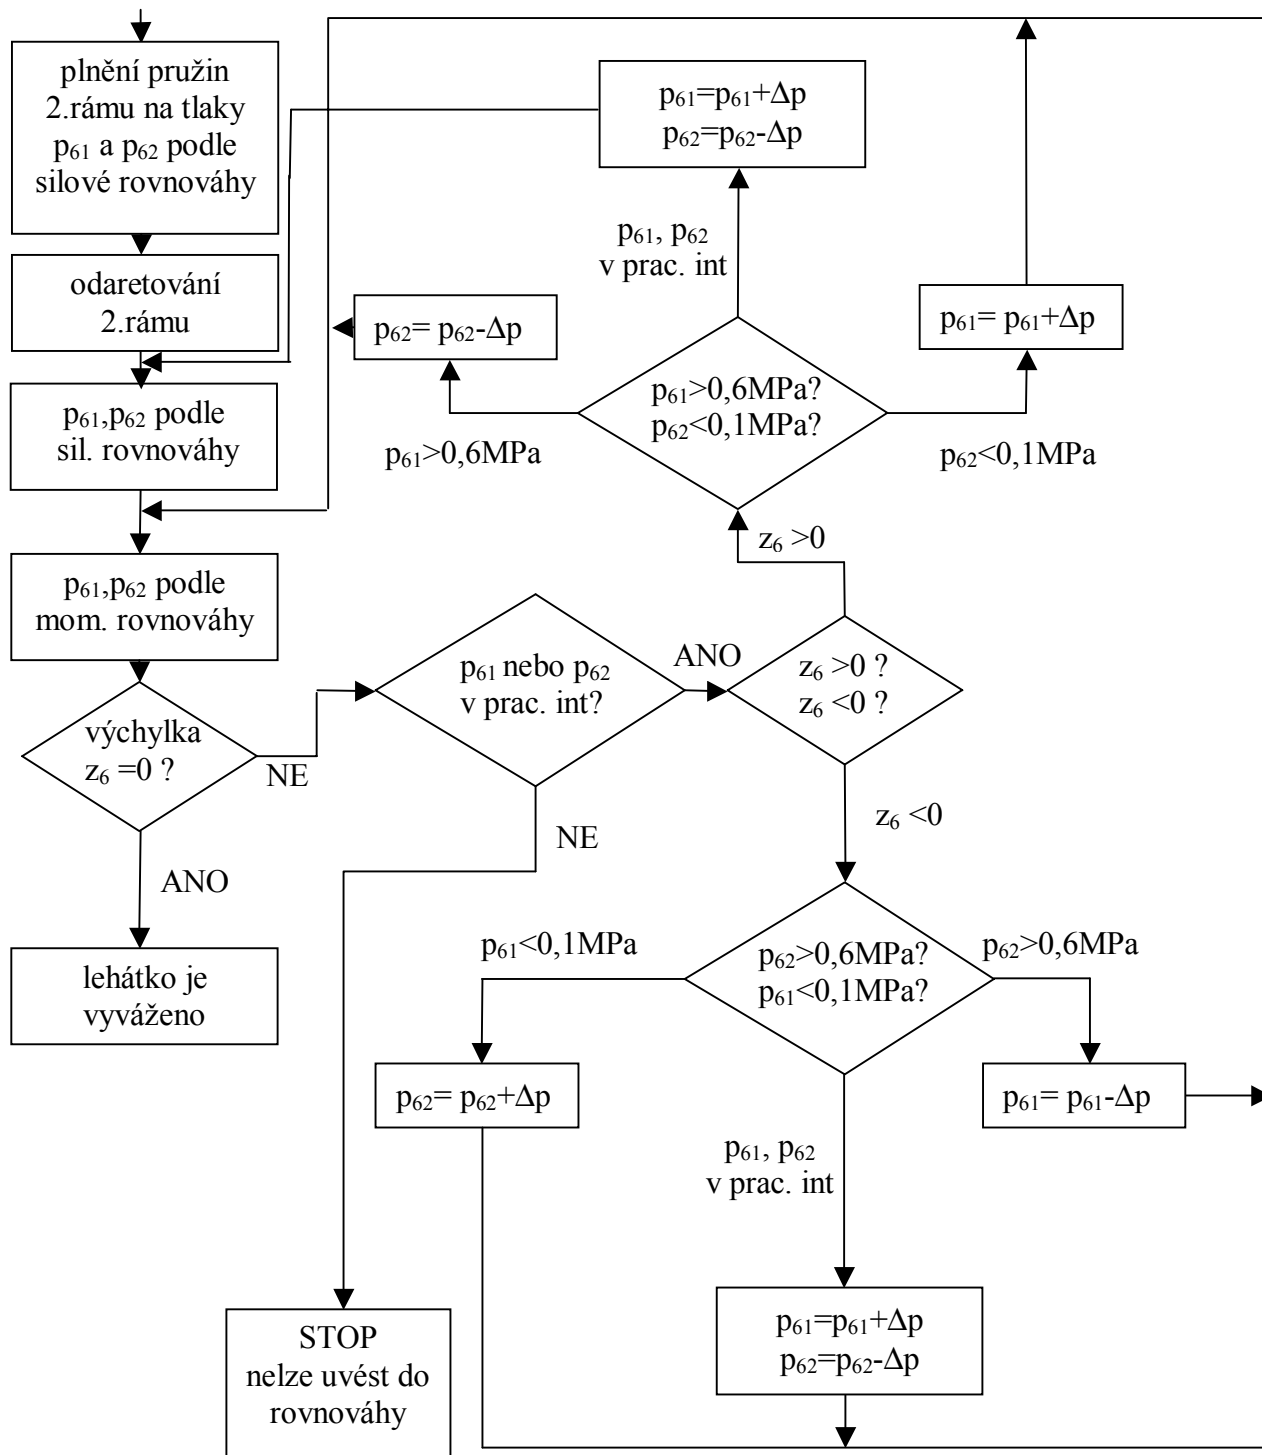 plnění pružin
2.rámu na tlaky
p₆₁ a p₆₂ podle
silové rovnováhy
odaretování
2.rámu
p₆₁,p₆₂ podle
sil. rovnováhy
p₆₁,p₆₂ podle
mom. rovnováhy
výchylka
z₆ =0 ?
NE
ANO
lehátko je
vyváženo
p₆₁ nebo p₆₂
v prac. int?
ANO
NE
STOP
nelze uvést do
rovnováhy
z₆ >0 ?
z₆ <0 ?
z₆ >0
z₆ <0
p₆₁>0,6MPa?
p₆₂<0,1MPa?
p₆₁>0,6MPa
p₆₂= p₆₂-Δp
p₆₁, p₆₂
v prac. int
p₆₁=p₆₁+Δp
p₆₂=p₆₂-Δp
p₆₂<0,1MPa
p₆₁= p₆₁+Δp
p₆₂>0,6MPa?
p₆₁<0,1MPa?
p₆₁<0,1MPa
p₆₂= p₆₂+Δp
p₆₂>0,6MPa
p₆₁= p₆₁-Δp
p₆₁, p₆₂
v prac. int
p₆₁=p₆₁+Δp
p₆₂=p₆₂-Δp